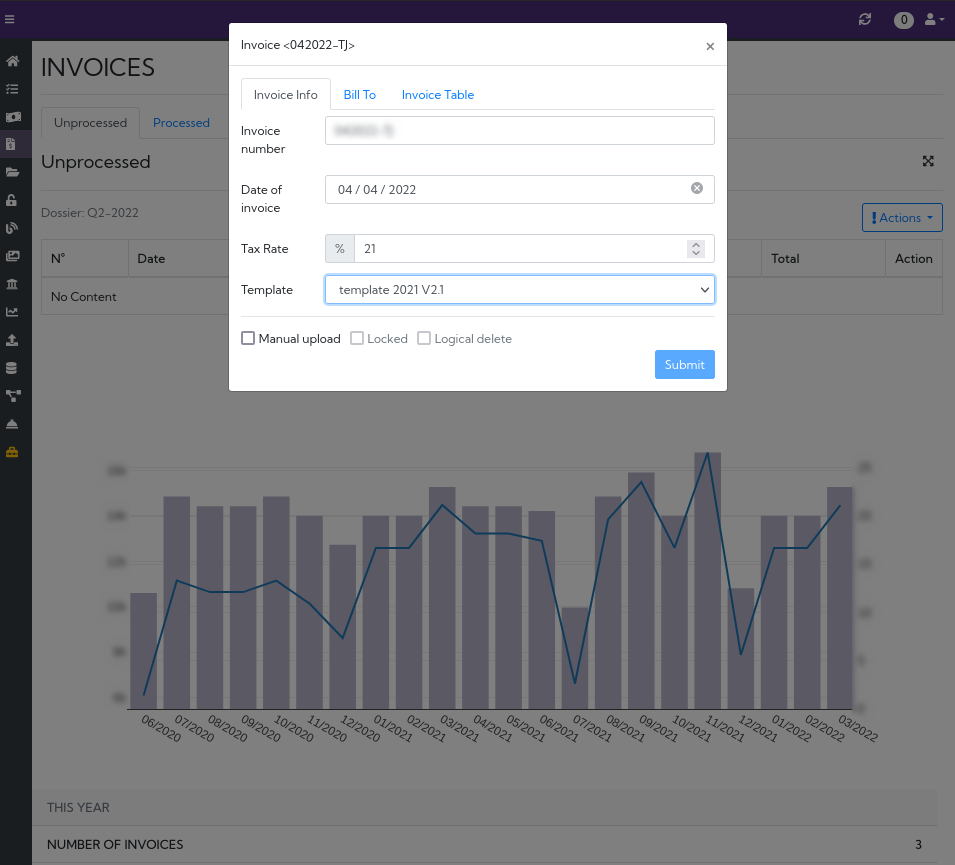 0
Invoice <042022-TJ>
×
INVOICES
Invoice Info
Bill To
Invoice Table
Unprocessed
Processed
Invoice number
Unprocessed
Date of invoice
04 / 04 / 2022
Dossier: Q2-2022
Actions
Tax Rate
%
21
N°
Date
Total
Action
Template
template 2021 V2.1
No Content
Manual upload
Locked
Logical delete
Submit
06/2020
07/2020
08/2020
09/2020
10/2020
11/2020
12/2020
01/2021
02/2021
03/2021
04/2021
05/2021
06/2021
07/2021
08/2021
09/2021
10/2021
11/2021
12/2021
01/2022
02/2022
03/2022
THIS YEAR
NUMBER OF INVOICES
3